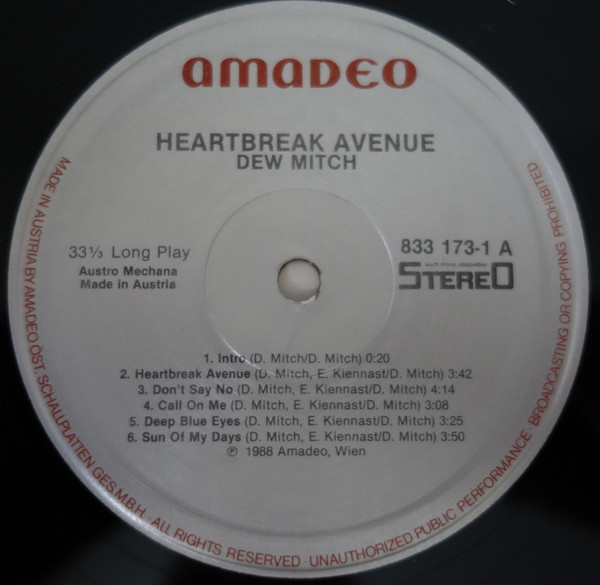 amadeo
HEARTBREAK AVENUE
DEW MITCH
33⅓ Long Play
Austro Mechana
Made in Austria
833 173-1 A
auch mono abspielbar
STEREO
1. Intro (D. Mitch/D. Mitch) 0:20
2. Heartbreak Avenue (D. Mitch, E. Kiennast/D. Mitch) 3:42
3. Don't Say No (D. Mitch, E. Kiennast/D. Mitch) 4:14
4. Call On Me (D. Mitch, E. Kiennast/D. Mitch) 3:08
5. Deep Blue Eyes (D. Mitch, E. Kiennast/D. Mitch) 3:25
6. Sun Of My Days (D. Mitch, E. Kiennast/D. Mitch) 3:50
℗ 1988 Amadeo, Wien
MADE IN AUSTRIA BY AMADEO ÖST. SCHALLPLATTEN GES.M.B.H. · ALL RIGHTS RESERVED · UNAUTHORIZED PUBLIC PERFORMANCE · BROADCASTING OR COPYING PROHIBITED